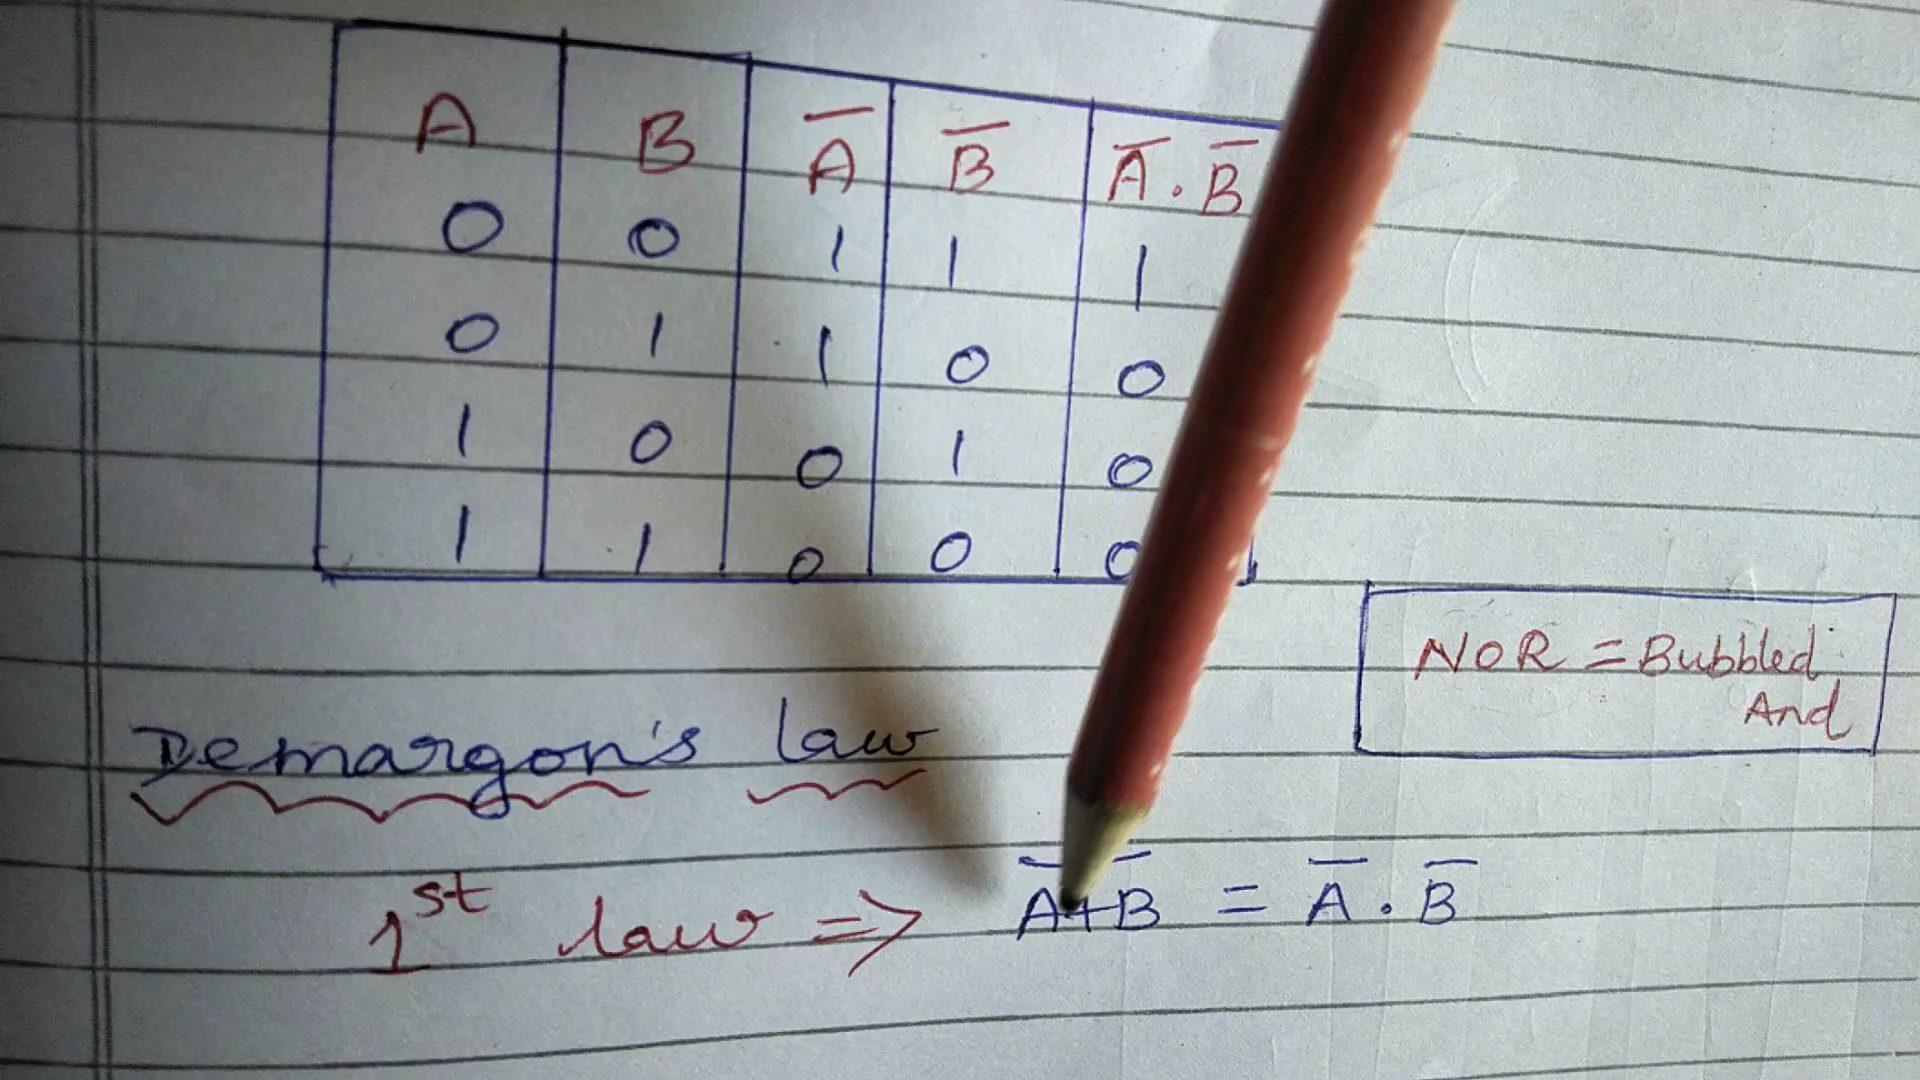 A B A̅ B̅ A̅ . B̅
0 0 1 1 1
0 1 1 0 0
1 0 0 1 0
1 1 0 0 0
NOR = Bubbled
And
Demargon's law
1st law => A̅+̅B̅ = A̅ . B̅